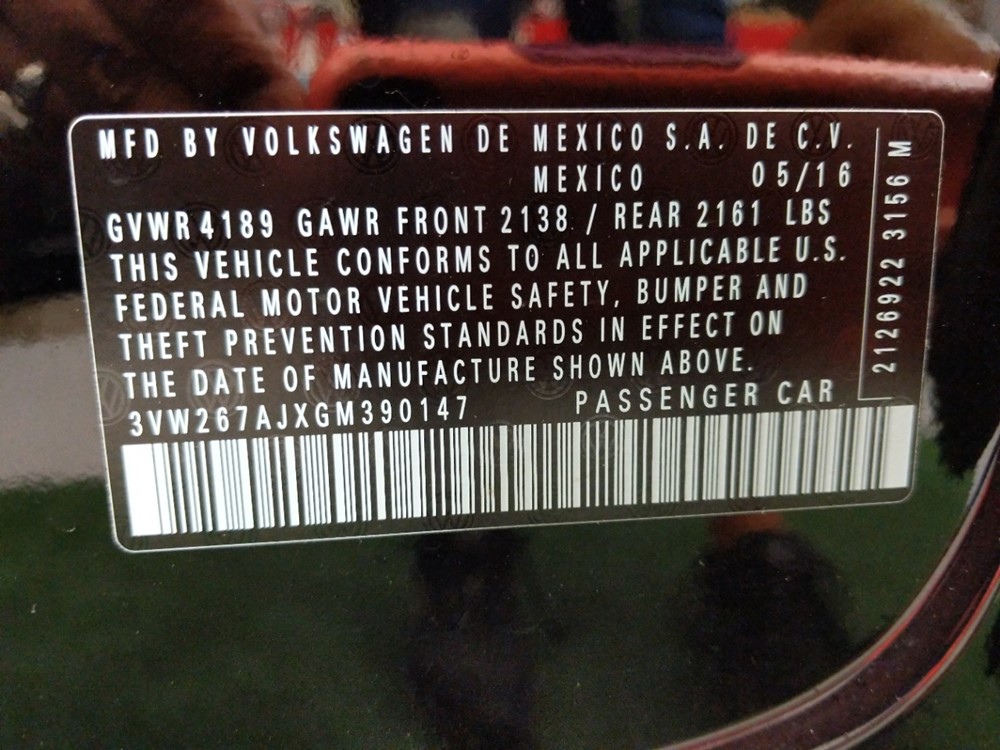 MFD BY VOLKSWAGEN DE MEXICO S.A. DE C.V.
MEXICO 05/16
GVWR 4189 GAWR FRONT 2138 / REAR 2161 LBS
THIS VEHICLE CONFORMS TO ALL APPLICABLE U.S.
FEDERAL MOTOR VEHICLE SAFETY, BUMPER AND
THEFT PREVENTION STANDARDS IN EFFECT ON
THE DATE OF MANUFACTURE SHOWN ABOVE.
3VW267AJXGM390147 PASSENGER CAR
2126922 3156 M